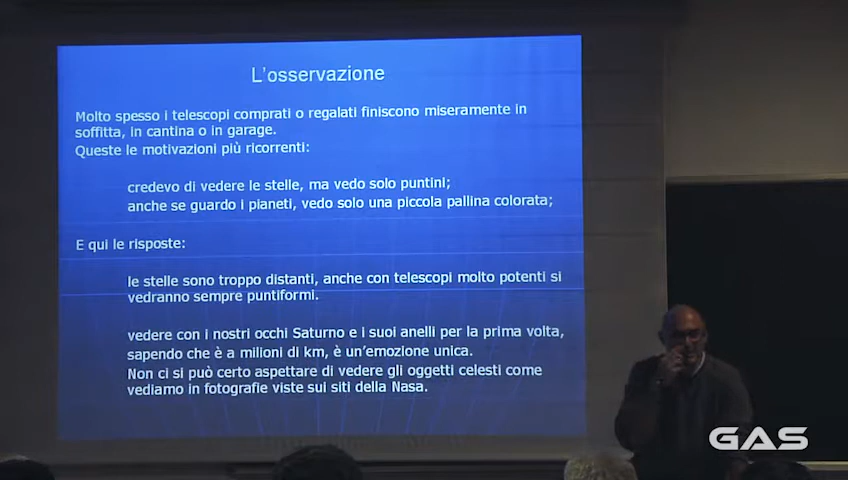 L'osservazione
Molto spesso i telescopi comprati o regalati finiscono miseramente in
soffitta, in cantina o in garage.
Queste le motivazioni più ricorrenti:
credevo di vedere le stelle, ma vedo solo puntini;
anche se guardo i pianeti, vedo solo una piccola pallina colorata;
E qui le risposte:
le stelle sono troppo distanti, anche con telescopi molto potenti si
vedranno sempre puntiformi.
vedere con i nostri occhi Saturno e i suoi anelli per la prima volta,
sapendo che è a milioni di km, è un'emozione unica.
Non ci si può certo aspettare di vedere gli oggetti celesti come
vediamo in fotografie viste sui siti della Nasa.
GAS